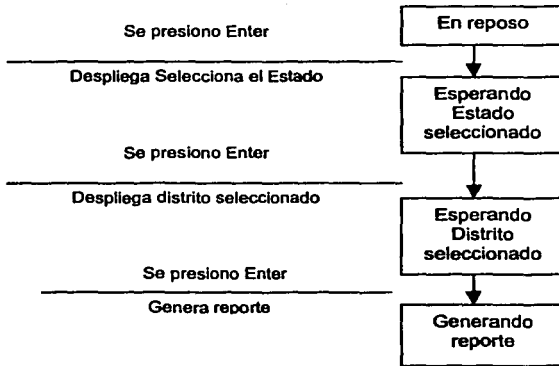 Se presiono Enter
En reposo
Despliega Selecciona el Estado
Esperando
Estado
seleccionado
Se presiono Enter
Despliega distrito seleccionado
Esperando
Distrito
seleccionado
Se presiono Enter
Genera reporte
Generando
reporte